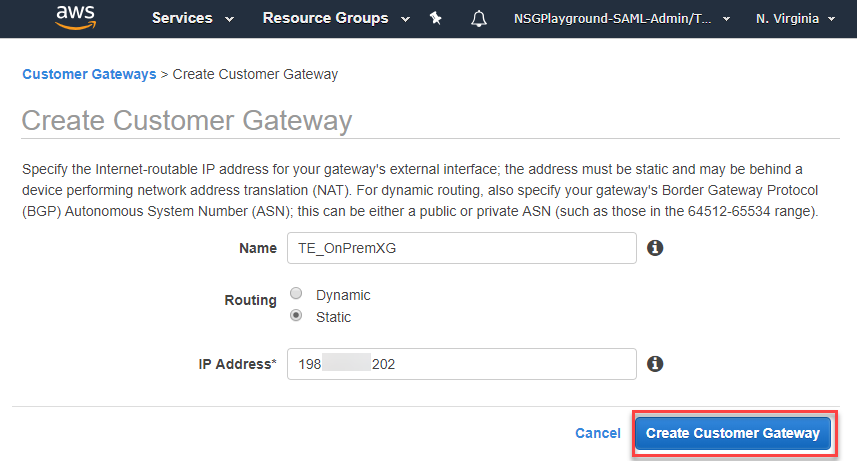 aws Services Resource Groups NSGPlayground-SAML-Admin/T... N. Virginia
Customer Gateways > Create Customer Gateway
Create Customer Gateway
Specify the Internet-routable IP address for your gateway's external interface; the address must be static and may be behind a
device performing network address translation (NAT). For dynamic routing, also specify your gateway's Border Gateway Protocol
(BGP) Autonomous System Number (ASN); this can be either a public or private ASN (such as those in the 64512-65534 range).
Name TE_OnPremXG
Routing Dynamic
Static
IP Address* 198 202
Cancel Create Customer Gateway